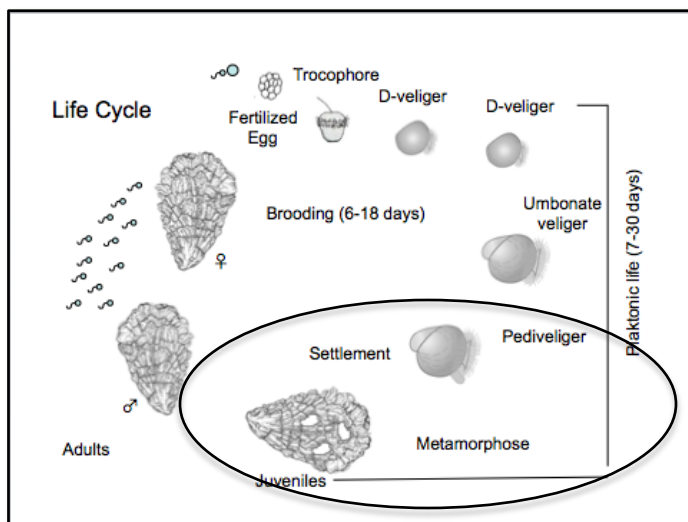 Trocophore
D-veliger
D-veliger
Life Cycle
Fertilized
Egg
Umbonate
veliger
Brooding (6-18 days)
♀
Plaktonic life (7-30 days)
Settlement
Pediveliger
♂
Adults
Metamorphose
Juveniles